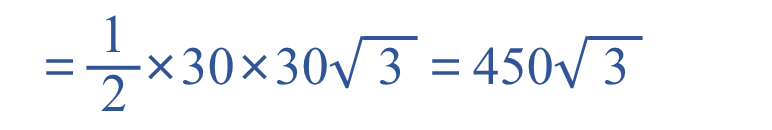 = 1/2 × 30 × 30√3 = 450√3